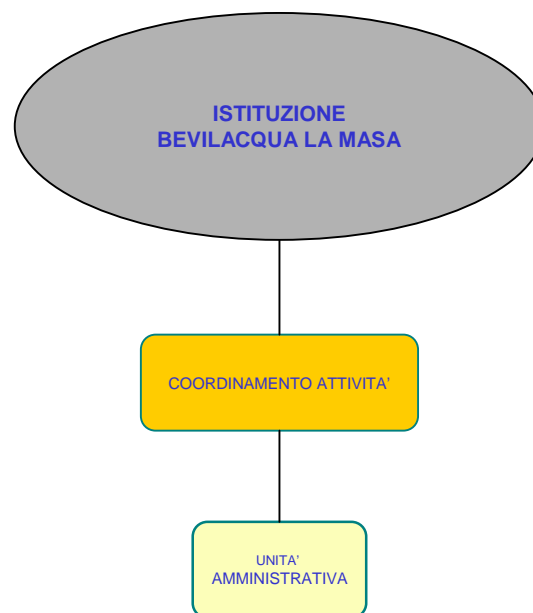 ISTITUZIONE
BEVILACQUA LA MASA
COORDINAMENTO ATTIVITA'
UNITA'
AMMINISTRATIVA